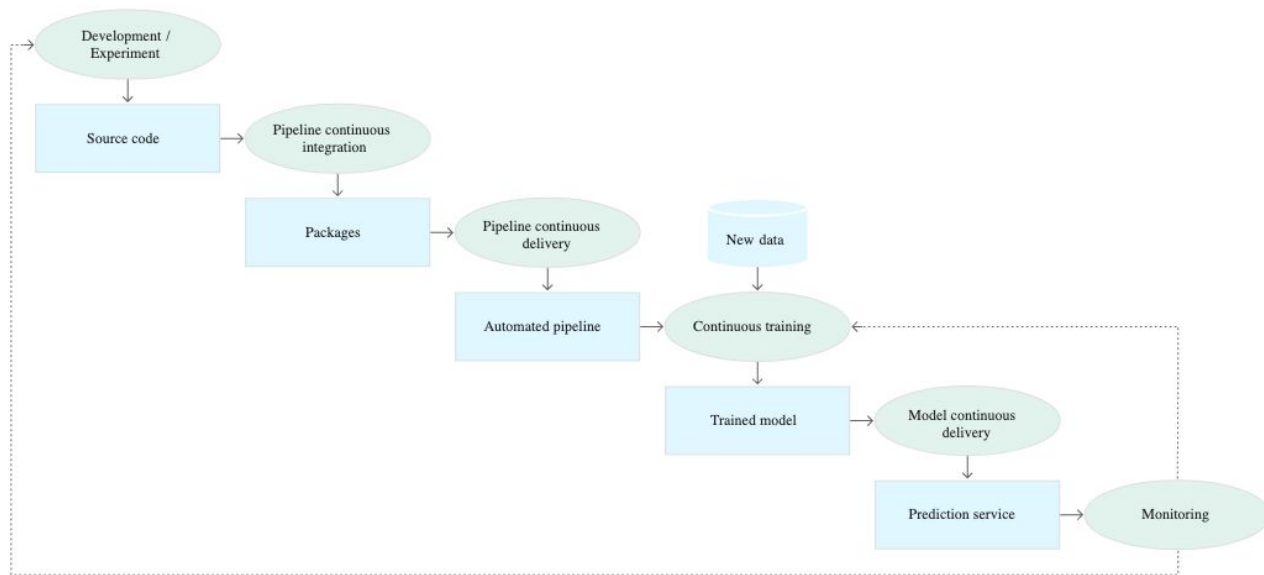 Development /
Experiment
Source code
Pipeline continuous
integration
Packages
Pipeline continuous
delivery
New data
Automated pipeline
Continuous training
Trained model
Model continuous
delivery
Prediction service
Monitoring